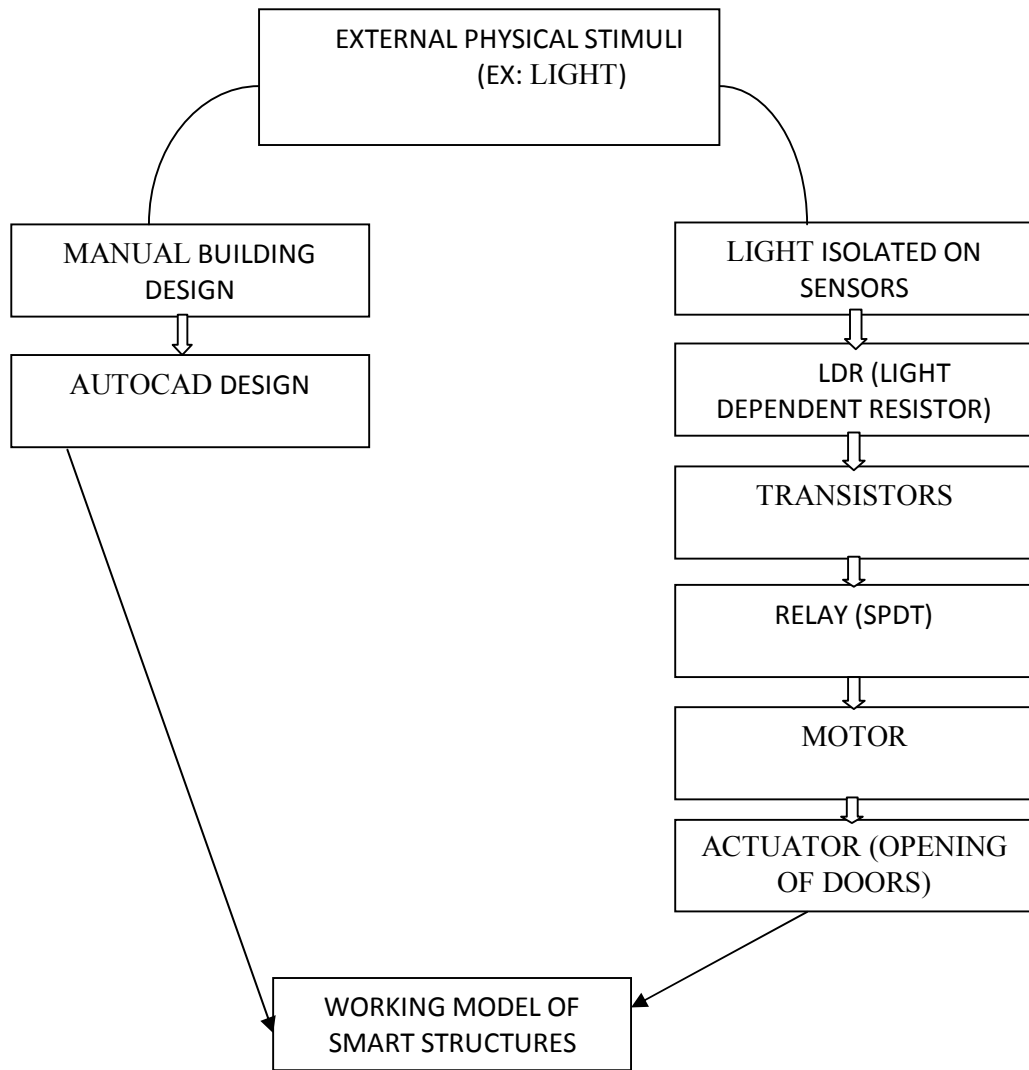 EXTERNAL PHYSICAL STIMULI
(EX: LIGHT)
MANUAL BUILDING
DESIGN
AUTOCAD DESIGN
LIGHT ISOLATED ON
SENSORS
LDR (LIGHT
DEPENDENT RESISTOR)
TRANSISTORS
RELAY (SPDT)
MOTOR
ACTUATOR (OPENING
OF DOORS)
WORKING MODEL OF
SMART STRUCTURES